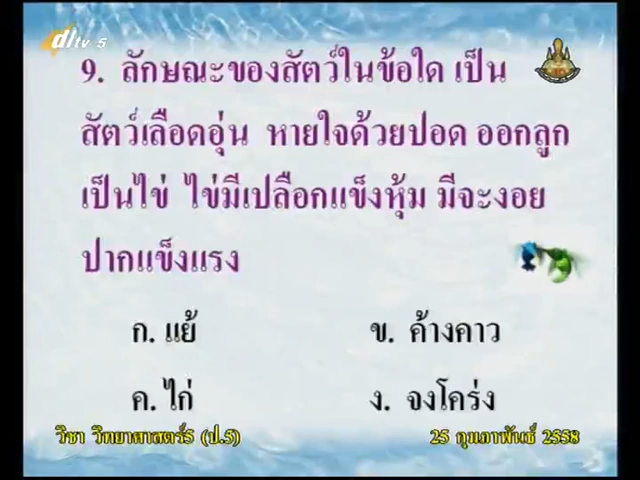 dltv 5
9. ลักษณะของสัตว์ในข้อใด เป็น
สัตว์เลือดอุ่น หายใจด้วยปอด ออกลูก
เป็นไข่ ไข่มีเปลือกแข็งหุ้ม มีจะงอย
ปากแข็งแรง
ก. แย้
ข. ค้างคาว
ค. ไก่
ง. จงโคร่ง
วิชา วิทยาศาสตร์5 (ป.5)
25 กุมภาพันธ์ 2558